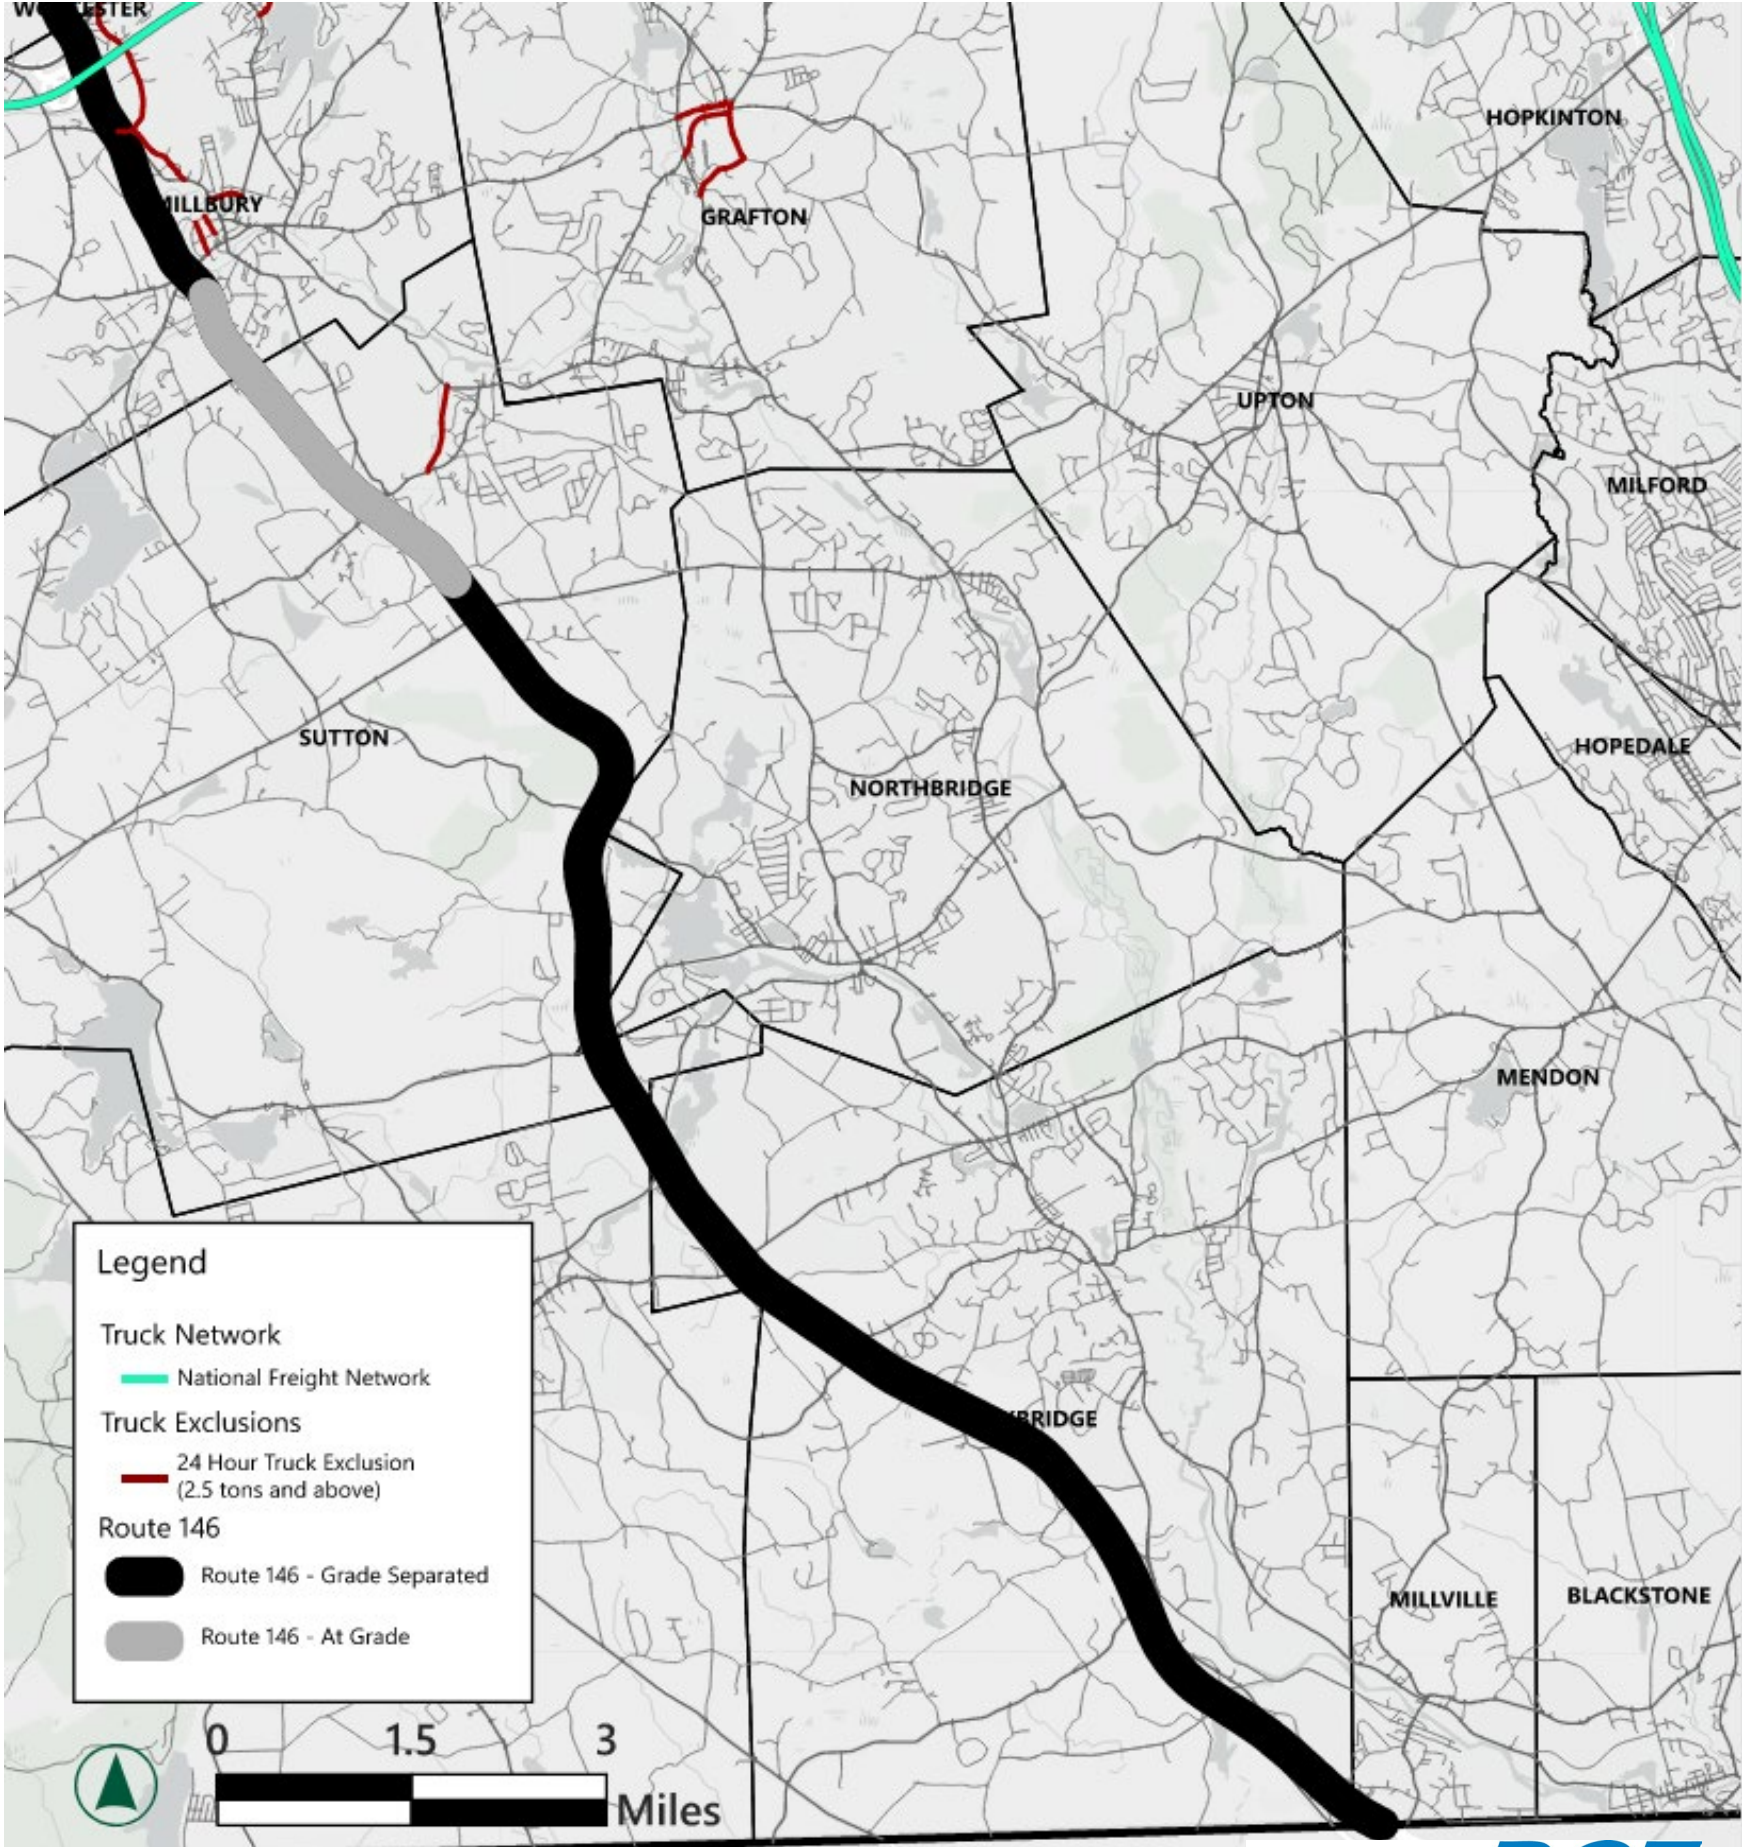 HOPKINTON
MILLBURY
GRAFTON
UPTON
MILFORD
SUTTON
HOPEDALE
NORTHBRIDGE
MENDON
Legend
Truck Network
National Freight Network
Truck Exclusions
24 Hour Truck Exclusion
(2.5 tons and above)
Route 146
Route 146 - Grade Separated
Route 146 - At Grade
BRIDGE
MILLVILLE
BLACKSTONE
0 1.5 3
Miles